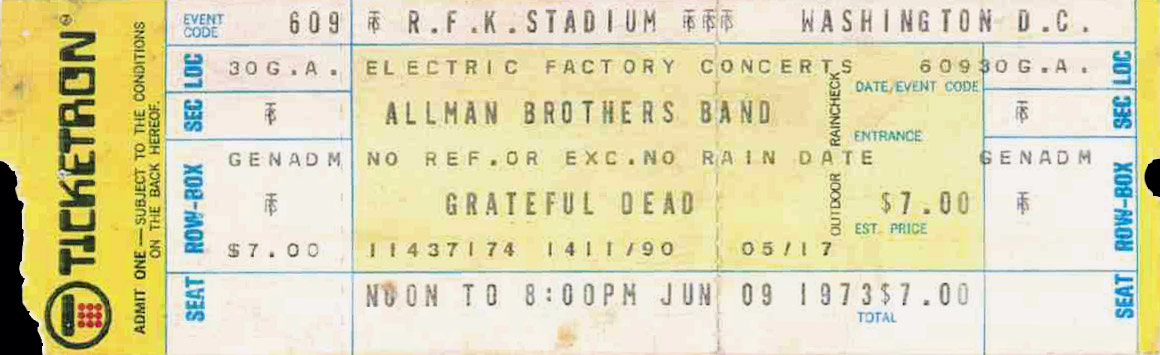 TICKETRON®
ADMIT ONE — SUBJECT TO THE CONDITIONS
ON THE BACK HEREOF.
EVENT CODE 609 R.F.K.STADIUM WASHINGTON D.C.
LOC 30G.A. ELECTRIC FACTORY CONCERTS 60930G.A. LOC
DATE/EVENT CODE
SEC ALLMAN BROTHERS BAND SEC
ENTRANCE
GENADM NO REF.OR EXC.NO RAIN DATE GENADM
OUTDOOR RAINCHECK
ROW-BOX GRATEFUL DEAD $7.00 ROW-BOX
EST. PRICE
$7.00 11437174 1411/90 05/17
SEAT NOON TO 8:00PM JUN 09 1973$7.00 SEAT
TOTAL